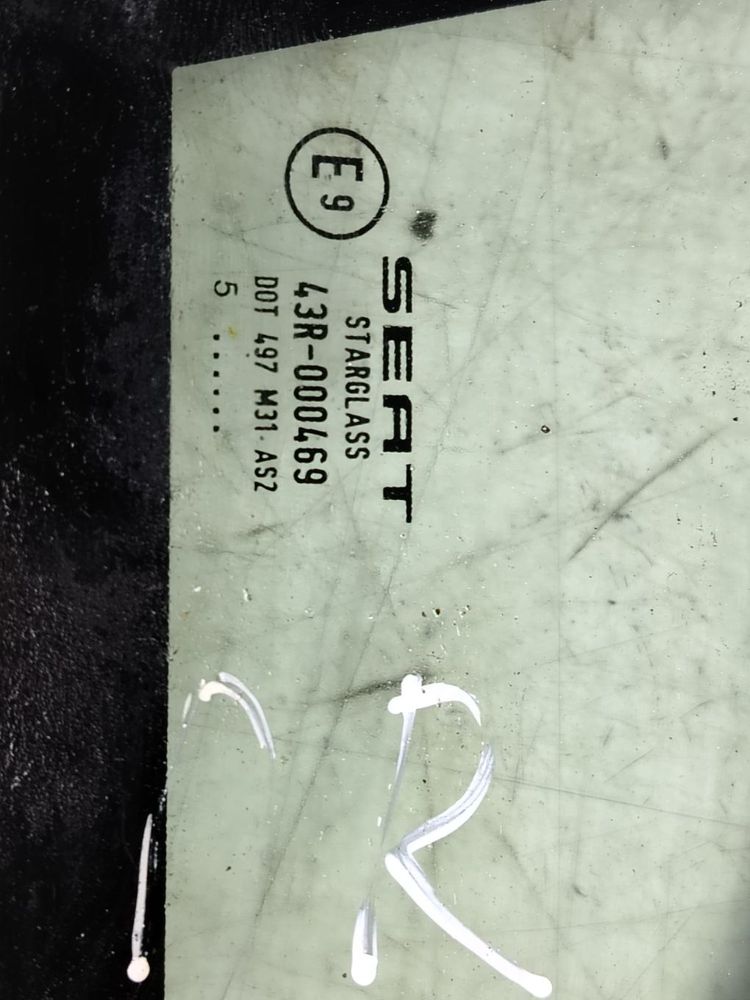 E9
SEAT
STARGLASS
43R-000469
DOT 497 M31·AS2
5 ······
R